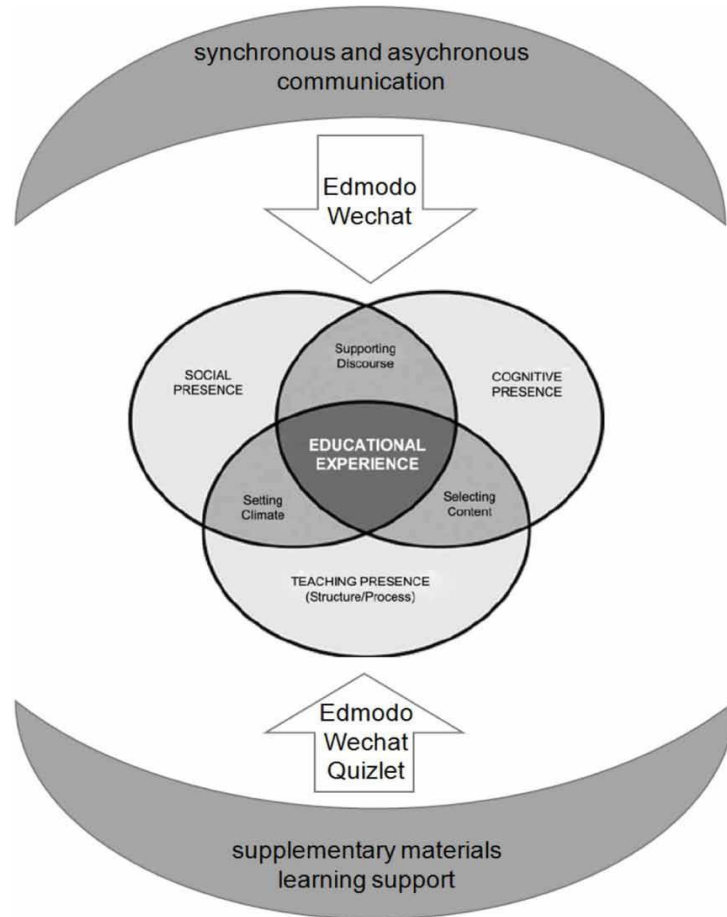 synchronous and asychronous
communication
Edmodo
Wechat
Supporting
Discourse
SOCIAL
PRESENCE
COGNITIVE
PRESENCE
EDUCATIONAL
EXPERIENCE
Setting
Climate
Selecting
Content
TEACHING PRESENCE
(Structure/Process)
Edmodo
Wechat
Quizlet
supplementary materials
learning support